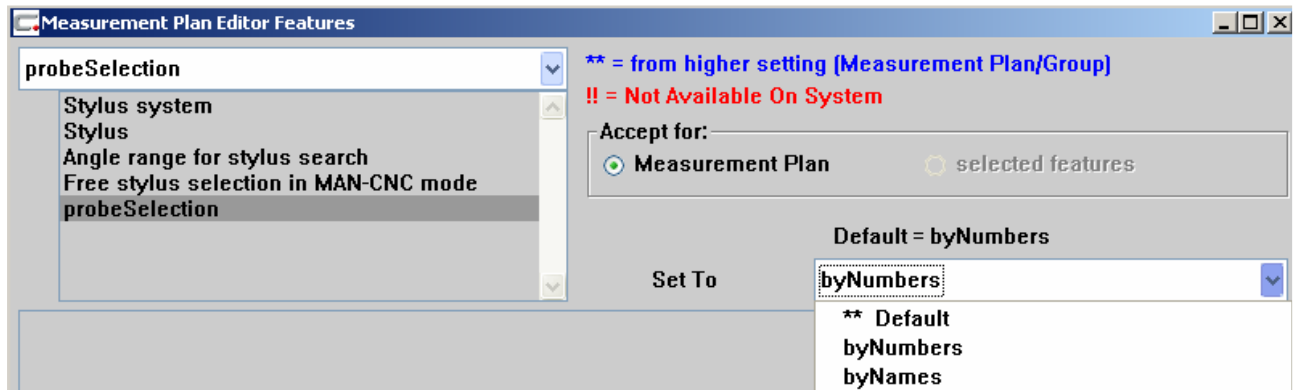 Measurement Plan Editor Features
probeSelection
Stylus system
Stylus
Angle range for stylus search
Free stylus selection in MAN-CNC mode
probeSelection
** = from higher setting (Measurement Plan/Group)
!! = Not Available On System
Accept for:
Measurement Plan
selected features
Default = byNumbers
Set To
byNumbers
** Default
byNumbers
byNames